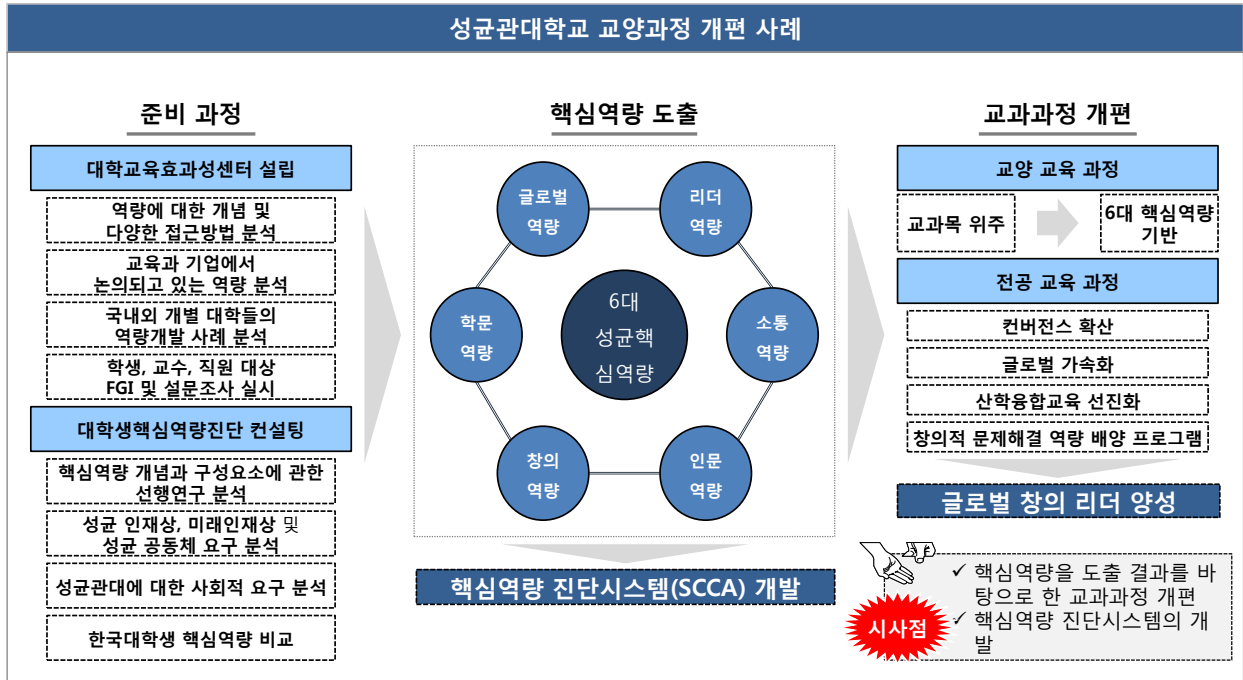 성균관대학교 교양과정 개편 사례
준비 과정
대학교육효과성센터 설립
역량에 대한 개념 및
다양한 접근방법 분석
교육과 기업에서
논의되고 있는 역량 분석
국내외 개별 대학들의
역량개발 사례 분석
학생, 교수, 직원 대상
FGI 및 설문조사 실시
대학생핵심역량진단 컨설팅
핵심역량 개념과 구성요소에 관한
선행연구 분석
성균 인재상, 미래인재상 및
성균 공동체 요구 분석
성균관대에 대한 사회적 요구 분석
한국대학생 핵심역량 비교
핵심역량 도출
글로벌
역량
리더
역량
학문
역량
6대
성균핵
심역량
소통
역량
창의
역량
인문
역량
핵심역량 진단시스템(SCCA) 개발
교과과정 개편
교양 교육 과정
교과목 위주
6대 핵심역량
기반
전공 교육 과정
컨버전스 확산
글로벌 가속화
산학융합교육 선진화
창의적 문제해결 역량 배양 프로그램
글로벌 창의 리더 양성
시사점
✓ 핵심역량을 도출 결과를 바
탕으로 한 교과과정 개편
✓ 핵심역량 진단시스템의 개
발